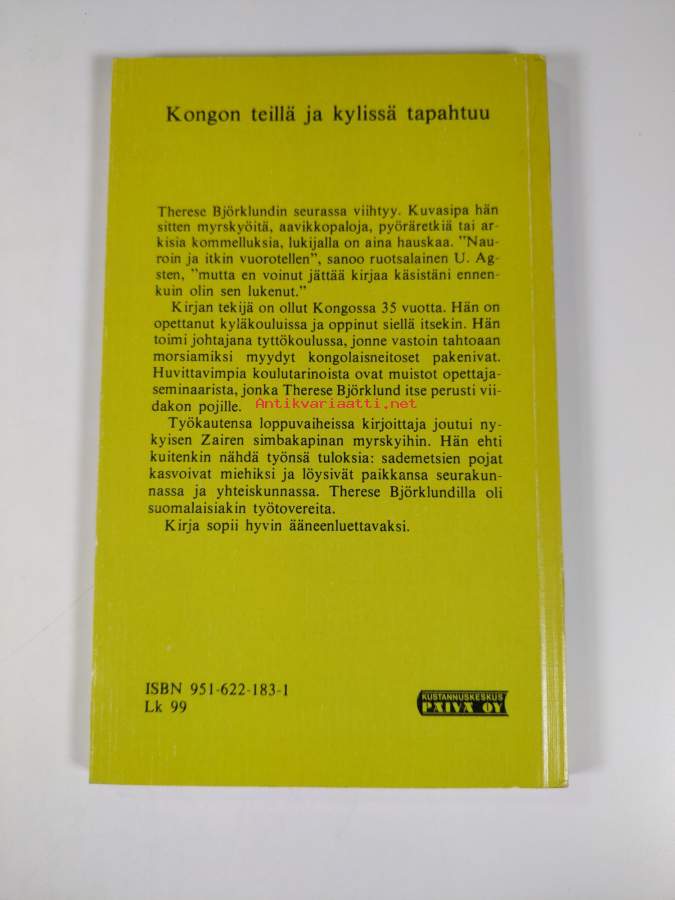 Kongon teillä ja kylissä tapahtuu
Therese Björklundin seurassa viihtyy. Kuvasipa hän
sitten myrskyöitä, aavikkopaloja, pyöräretkiä tai ar-
kisia kommelluksia, lukijalla on aina hauskaa. ”Nau-
roin ja itkin vuorotellen”, sanoo ruotsalainen U. Ag-
sten, ”mutta en voinut jättää kirjaa käsistäni ennen-
kuin olin sen lukenut.”
Kirjan tekijä on ollut Kongossa 35 vuotta. Hän on
opettanut kyläkouluissa ja oppinut siellä itsekin. Hän
toimi johtajana tyttökoulussa, jonne vastoin tahtoaan
morsiamiksi myydyt kongolaisneitoset pakenivat.
Huvittavimpia koulutarinoista ovat muistot opettaja-
seminaarista, jonka Therese Björklund itse perusti vii-
dakon pojille.
Antikvariaatti.net
Työkautensa loppuvaiheissa kirjoittaja joutui ny-
kyisen Zairen simbakapinan myrskyihin. Hän ehti
kuitenkin nähdä työnsä tuloksia: sademetsien pojat
kasvoivat miehiksi ja löysivät paikkansa seurakun-
nassa ja yhteiskunnassa. Therese Björklundilla oli
suomalaisiakin työtovereita.
Kirja sopii hyvin ääneenluettavaksi.
ISBN 951-622-183-1
Lk 99
KUSTANNUSKESKUS
PÄIVÄ OY